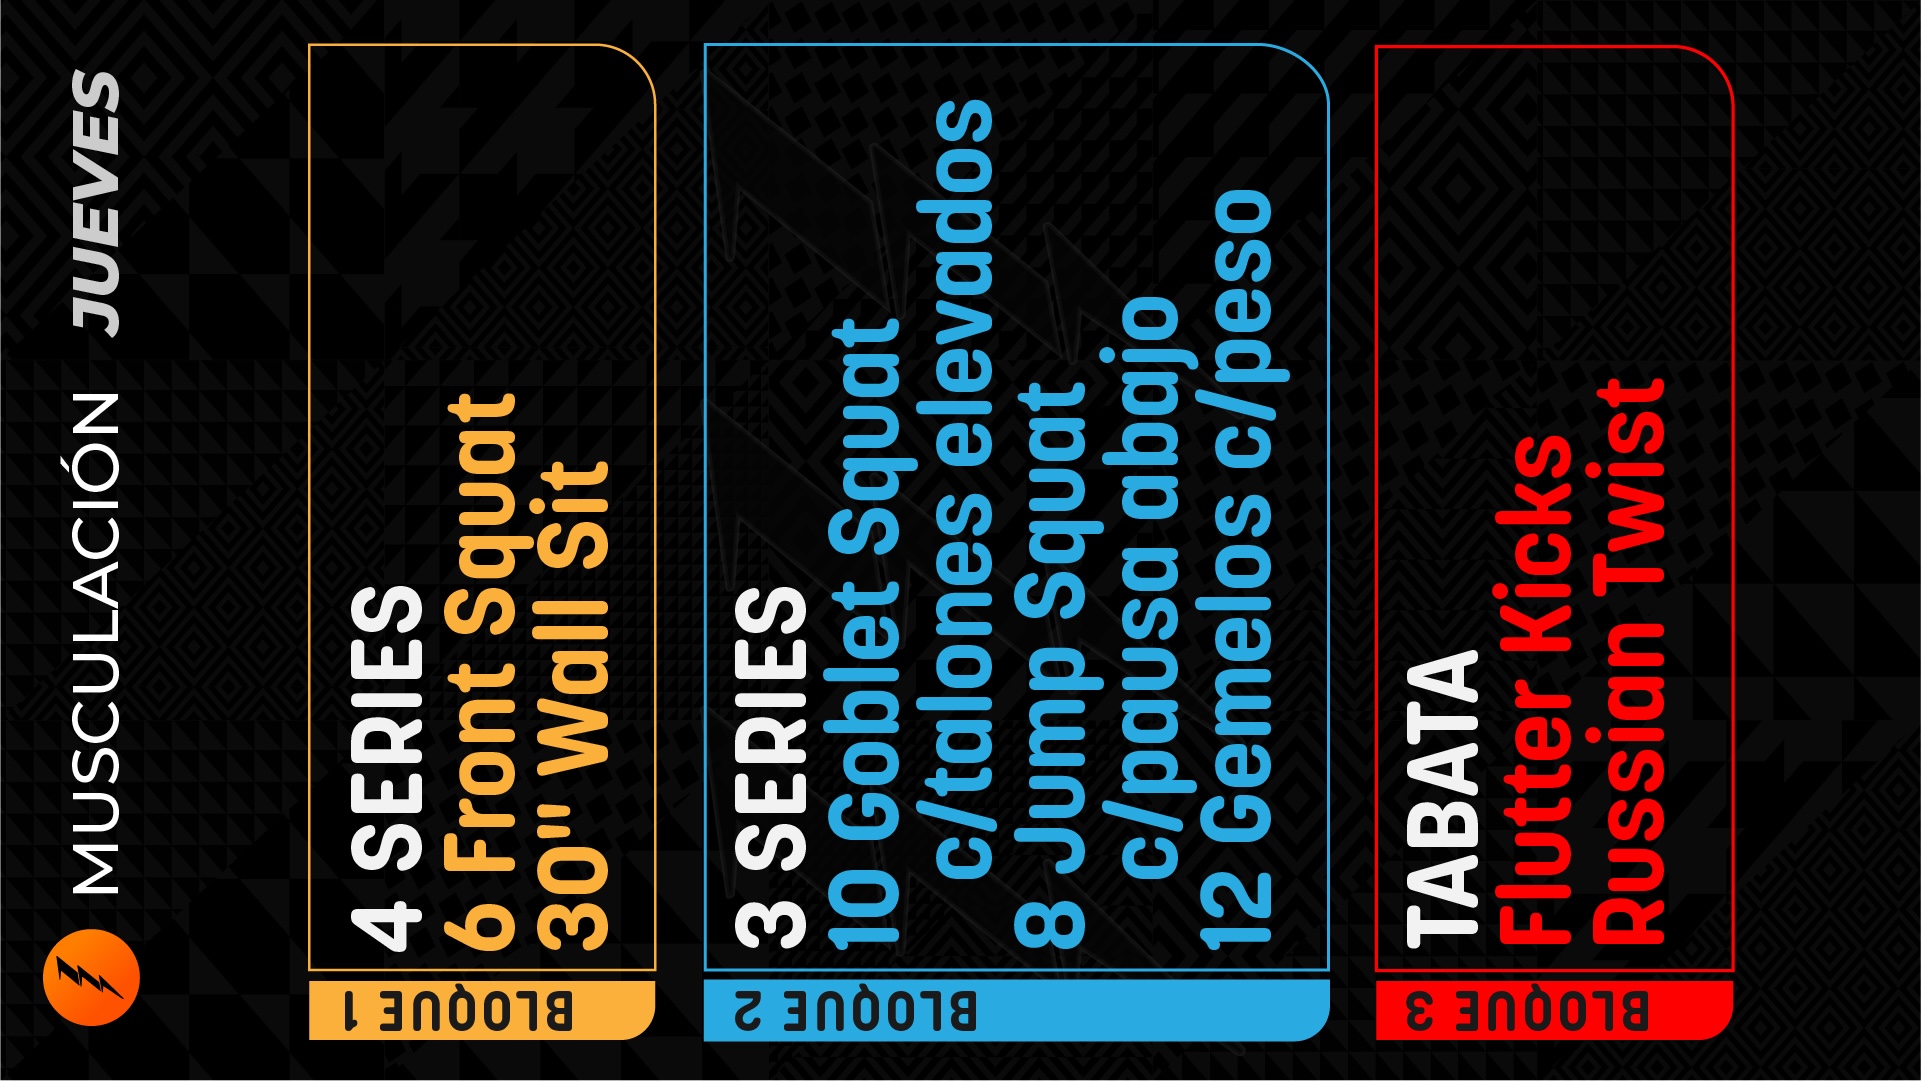 MUSCULACIÓN JUEVES
BLOQUE 1
4 SERIES
6 Front Squat
30" Wall Sit
BLOQUE 2
3 SERIES
10 Goblet Squat
c/talones elevados
8 Jump Squat
c/pausa abajo
12 Gemelos c/peso
BLOQUE 3
TABATA
Flutter Kicks
Russian Twist